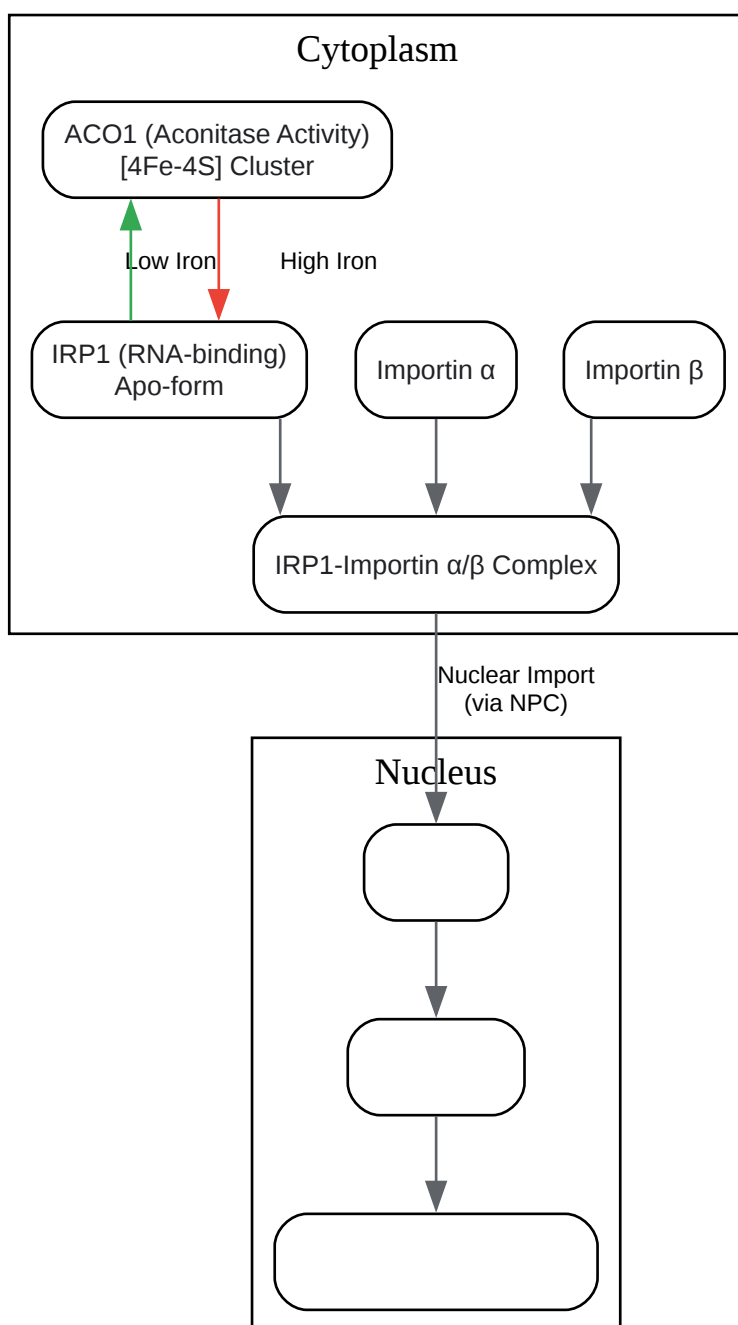 Cytoplasm
ACO1 (Aconitase Activity)
[4Fe-4S] Cluster
Low Iron
High Iron
IRP1 (RNA-binding)
Apo-form
Importin α
Importin β
IRP1-Importin α/β Complex
Nuclear Import
(via NPC)
Nucleus